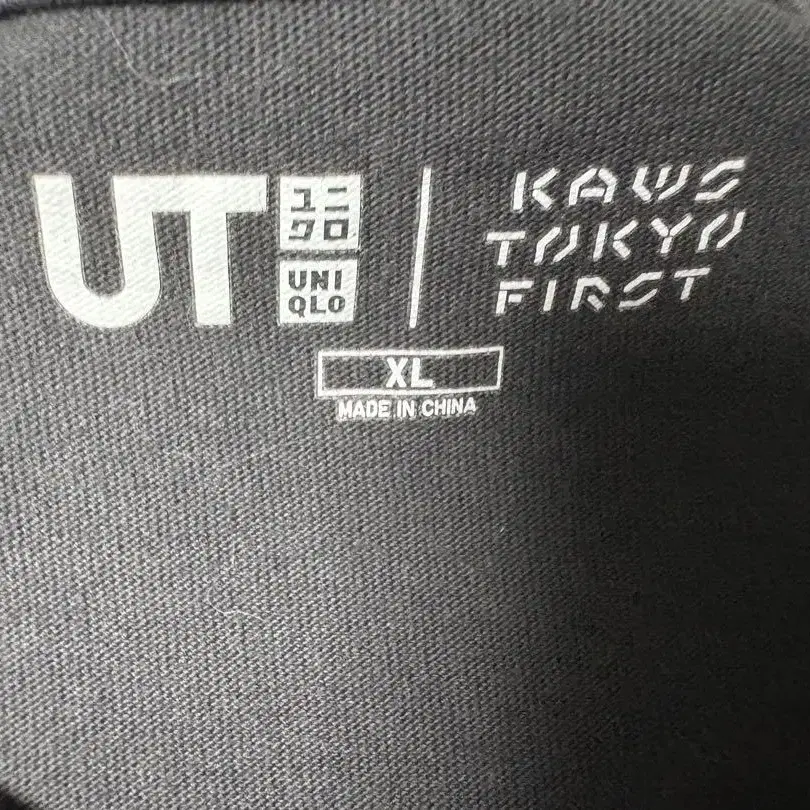 UT
ユニ
クロ
UNI
QLO
KAWS
TOKYO
FIRST
XL
MADE IN CHINA